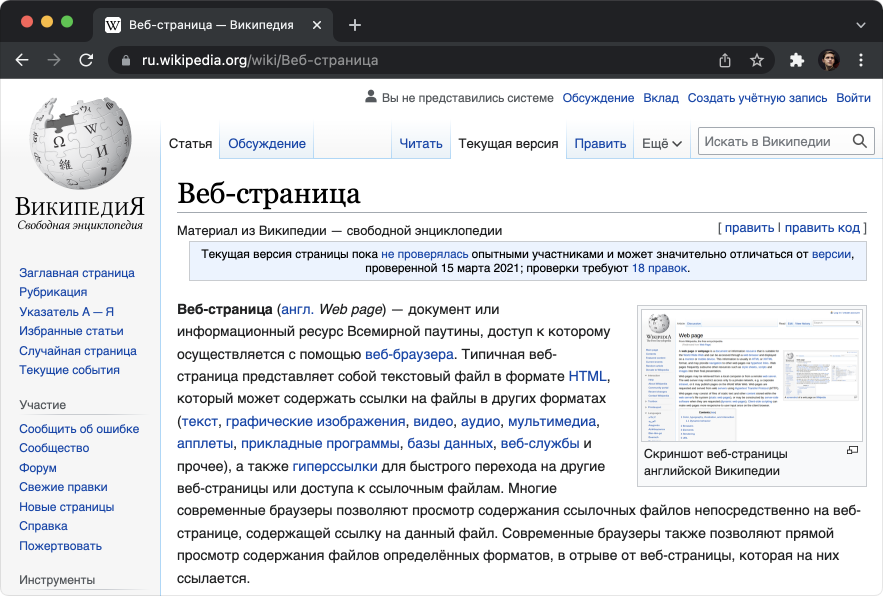 Веб-страница — Википедия
ru.wikipedia.org/wiki/Веб-страница
Вы не представились системе Обсуждение Вклад Создать учётную запись Войти
Статья Обсуждение Читать Текущая версия Править Ещё Искать в Википедии
ВИКИПЕДИЯ
Свободная энциклопедия
Заглавная страница
Рубрикация
Указатель А — Я
Избранные статьи
Случайная страница
Текущие события
Участие
Сообщить об ошибке
Сообщество
Форум
Свежие правки
Новые страницы
Справка
Пожертвовать
Инструменты
Веб-страница
Материал из Википедии — свободной энциклопедии [ править | править код ]
Текущая версия страницы пока не проверялась опытными участниками и может значительно отличаться от версии,
проверенной 15 марта 2021; проверки требуют 18 правок.
Веб-страница (англ. Web page) — документ или
информационный ресурс Всемирной паутины, доступ к которому
осуществляется с помощью веб-браузера. Типичная веб-
страница представляет собой текстовый файл в формате HTML,
который может содержать ссылки на файлы в других форматах
(текст, графические изображения, видео, аудио, мультимедиа,
апплеты, прикладные программы, базы данных, веб-службы и
прочее), а также гиперссылки для быстрого перехода на другие
веб-страницы или доступа к ссылочным файлам. Многие
современные браузеры позволяют просмотр содержания ссылочных файлов непосредственно на веб-
странице, содержащей ссылку на данный файл. Современные браузеры также позволяют прямой
просмотр содержания файлов определённых форматов, в отрыве от веб-страницы, которая на них
ссылается.
Web page
Скриншот веб-страницы
английской Википедии